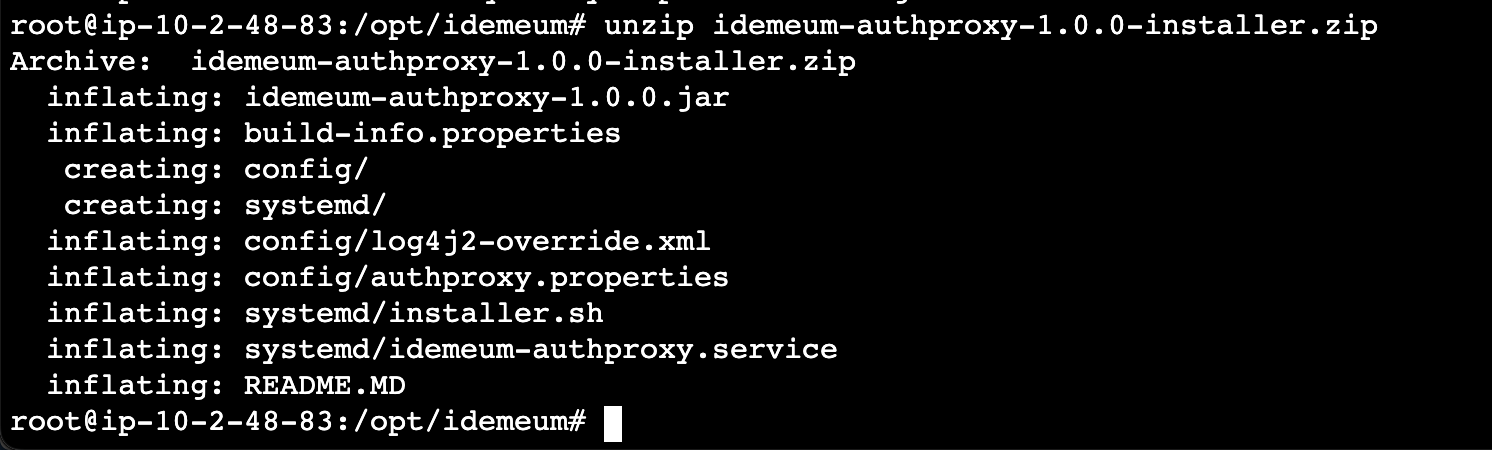 root@ip-10-2-48-83:/opt/idemeum# unzip idemeum-authproxy-1.0.0-installer.zip
Archive:  idemeum-authproxy-1.0.0-installer.zip
  inflating: idemeum-authproxy-1.0.0.jar
  inflating: build-info.properties
   creating: config/
   creating: systemd/
  inflating: config/log4j2-override.xml
  inflating: config/authproxy.properties
  inflating: systemd/installer.sh
  inflating: systemd/idemeum-authproxy.service
  inflating: README.MD
root@ip-10-2-48-83:/opt/idemeum#